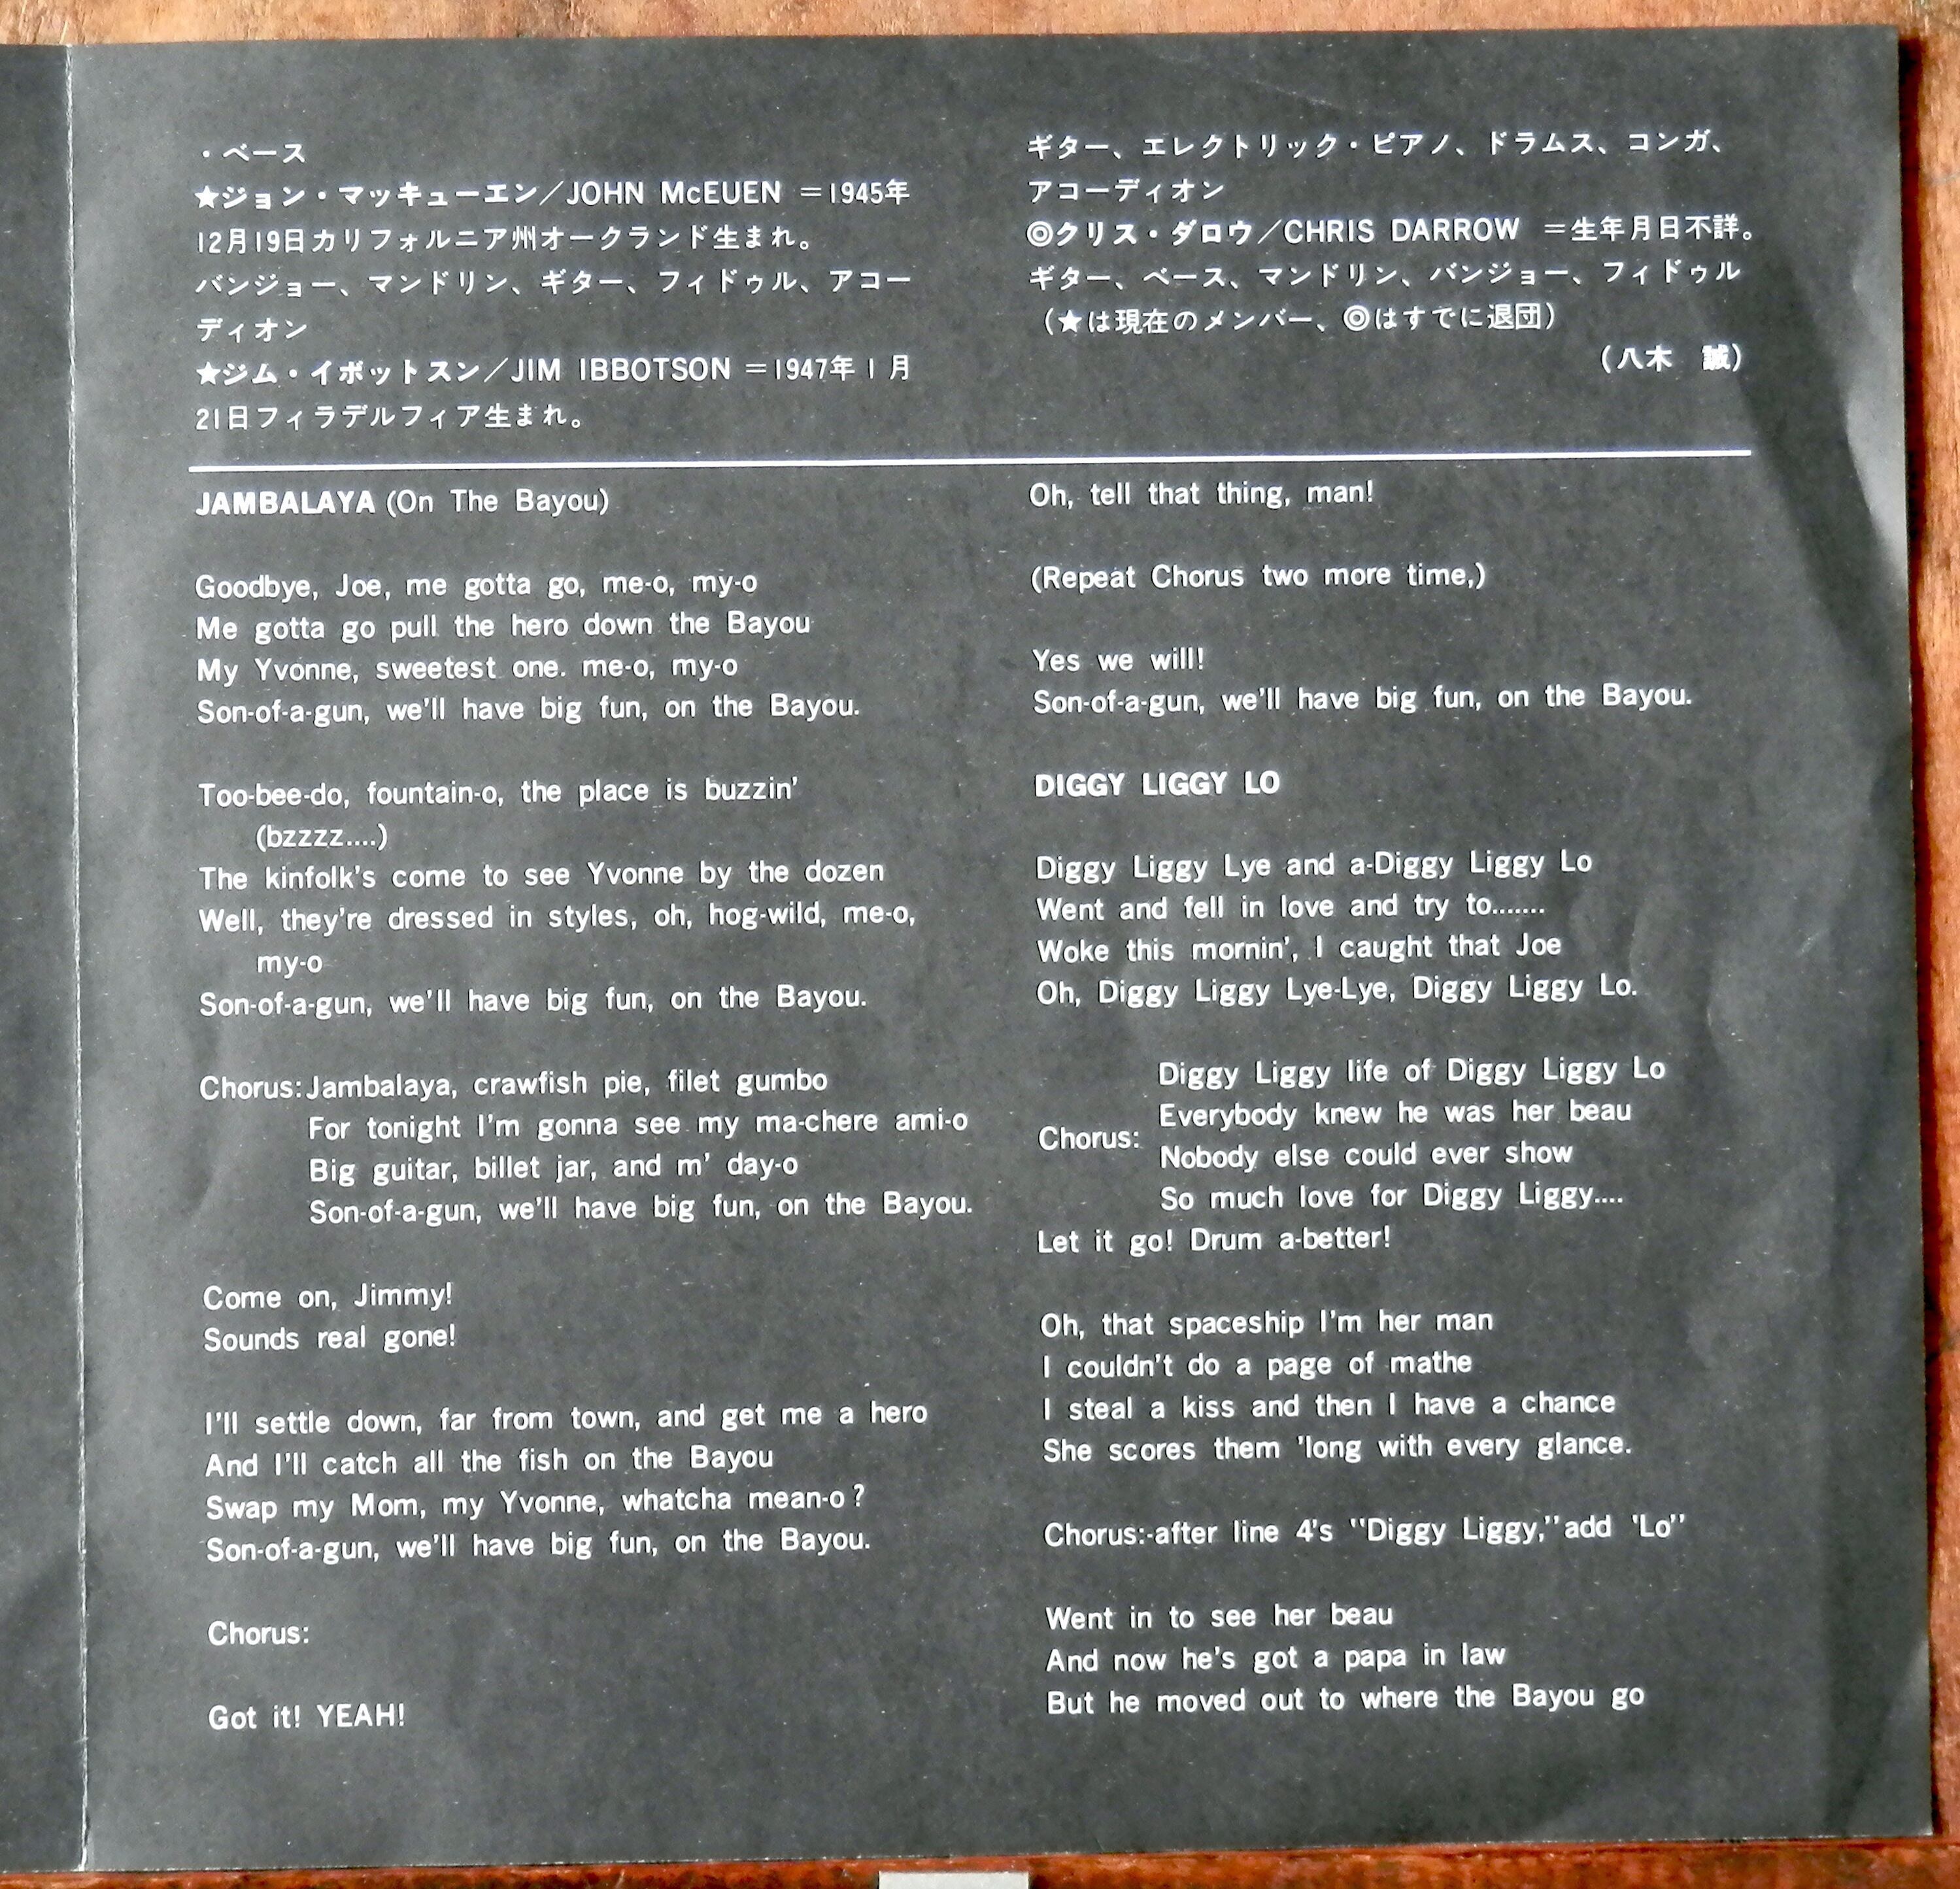 ・ベース
★ジョン・マッキューエン／JOHN McEUEN ＝1945年
12月19日カリフォルニア州オークランド生まれ。
バンジョー、マンドリン、ギター、フィドゥル、アコー
ディオン
★ジム・イボットスン／JIM IBBOTSON ＝1947年1月
21日フィラデルフィア生まれ。
ギター、エレクトリック・ピアノ、ドラムス、コンガ、
アコーディオン
◎クリス・ダロウ／CHRIS DARROW ＝生年月日不詳。
ギター、ベース、マンドリン、バンジョー、フィドゥル
（★は現在のメンバー、◎はすでに退団）
（八木 誠）
JAMBALAYA (On The Bayou)
Goodbye, Joe, me gotta go, me-o, my-o
Me gotta go pull the hero down the Bayou
My Yvonne, sweetest one. me-o, my-o
Son-of-a-gun, we'll have big fun, on the Bayou.
Too-bee-do, fountain-o, the place is buzzin'
(bzzzz....)
The kinfolk's come to see Yvonne by the dozen
Well, they're dressed in styles, oh, hog-wild, me-o,
my-o
Son-of-a-gun, we'll have big fun, on the Bayou.
Chorus: Jambalaya, crawfish pie, filet gumbo
For tonight I'm gonna see my ma-chere ami-o
Big guitar, billet jar, and m' day-o
Son-of-a-gun, we'll have big fun, on the Bayou.
Come on, Jimmy!
Sounds real gone!
I'll settle down, far from town, and get me a hero
And I'll catch all the fish on the Bayou
Swap my Mom, my Yvonne, whatcha mean-o?
Son-of-a-gun, we'll have big fun, on the Bayou.
Chorus:
Got it! YEAH!
Oh, tell that thing, man!
(Repeat Chorus two more time,)
Yes we will!
Son-of-a-gun, we'll have big fun, on the Bayou.
DIGGY LIGGY LO
Diggy Liggy Lye and a-Diggy Liggy Lo
Went and fell in love and try to.......
Woke this mornin', I caught that Joe
Oh, Diggy Liggy Lye-Lye, Diggy Liggy Lo.
Diggy Liggy life of Diggy Liggy Lo
Everybody knew he was her beau
Chorus:
Nobody else could ever show
So much love for Diggy Liggy....
Let it go! Drum a-better!
Oh, that spaceship I'm her man
I couldn't do a page of mathe
I steal a kiss and then I have a chance
She scores them 'long with every glance.
Chorus:-after line 4's "Diggy Liggy," add 'Lo"
Went in to see her beau
And now he's got a papa in law
But he moved out to where the Bayou go